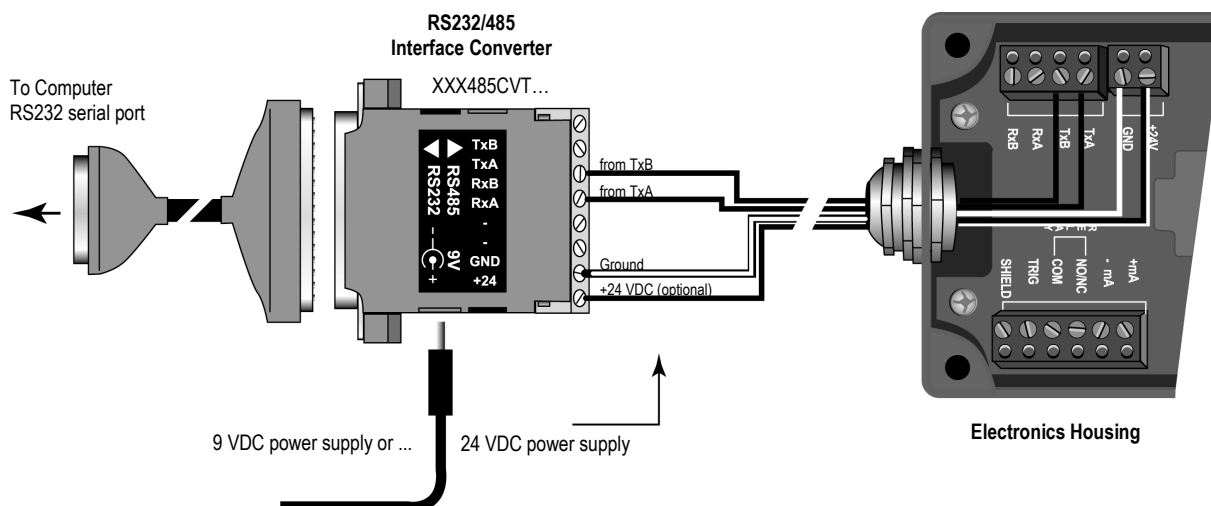 RS232/485
Interface Converter
XXX485CVT…
To Computer
RS232 serial port
TxB
TxA
RxB
RxA
-
-
GND
+24
RS485
RS232
9V
-
+
from TxB
from TxA
Ground
+24 VDC (optional)
9 VDC power supply or ...
24 VDC power supply
RxB
RxA
TxB
TxA
GND
+24V
RELAY
SHIELD
TRIG
COM
NO/NC
- mA
+mA
Electronics Housing